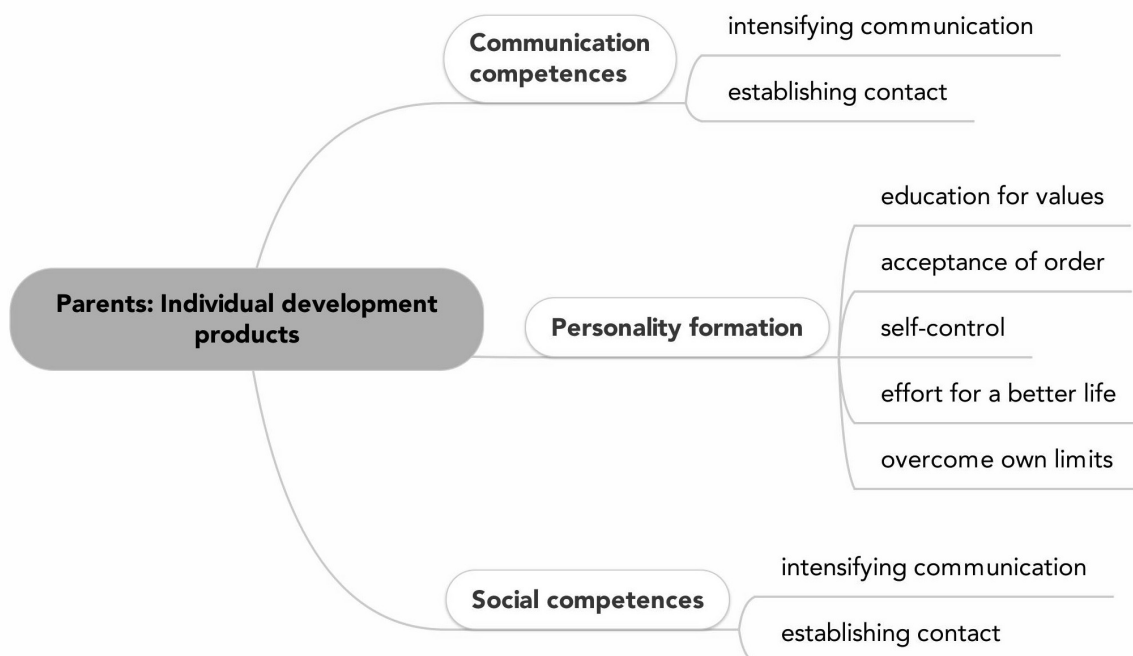 Communication
competences
intensifying communication
establishing contact
Parents: Individual development
products
Personality formation
education for values
acceptance of order
self-control
effort for a better life
overcome own limits
Social competences
intensifying communication
establishing contact